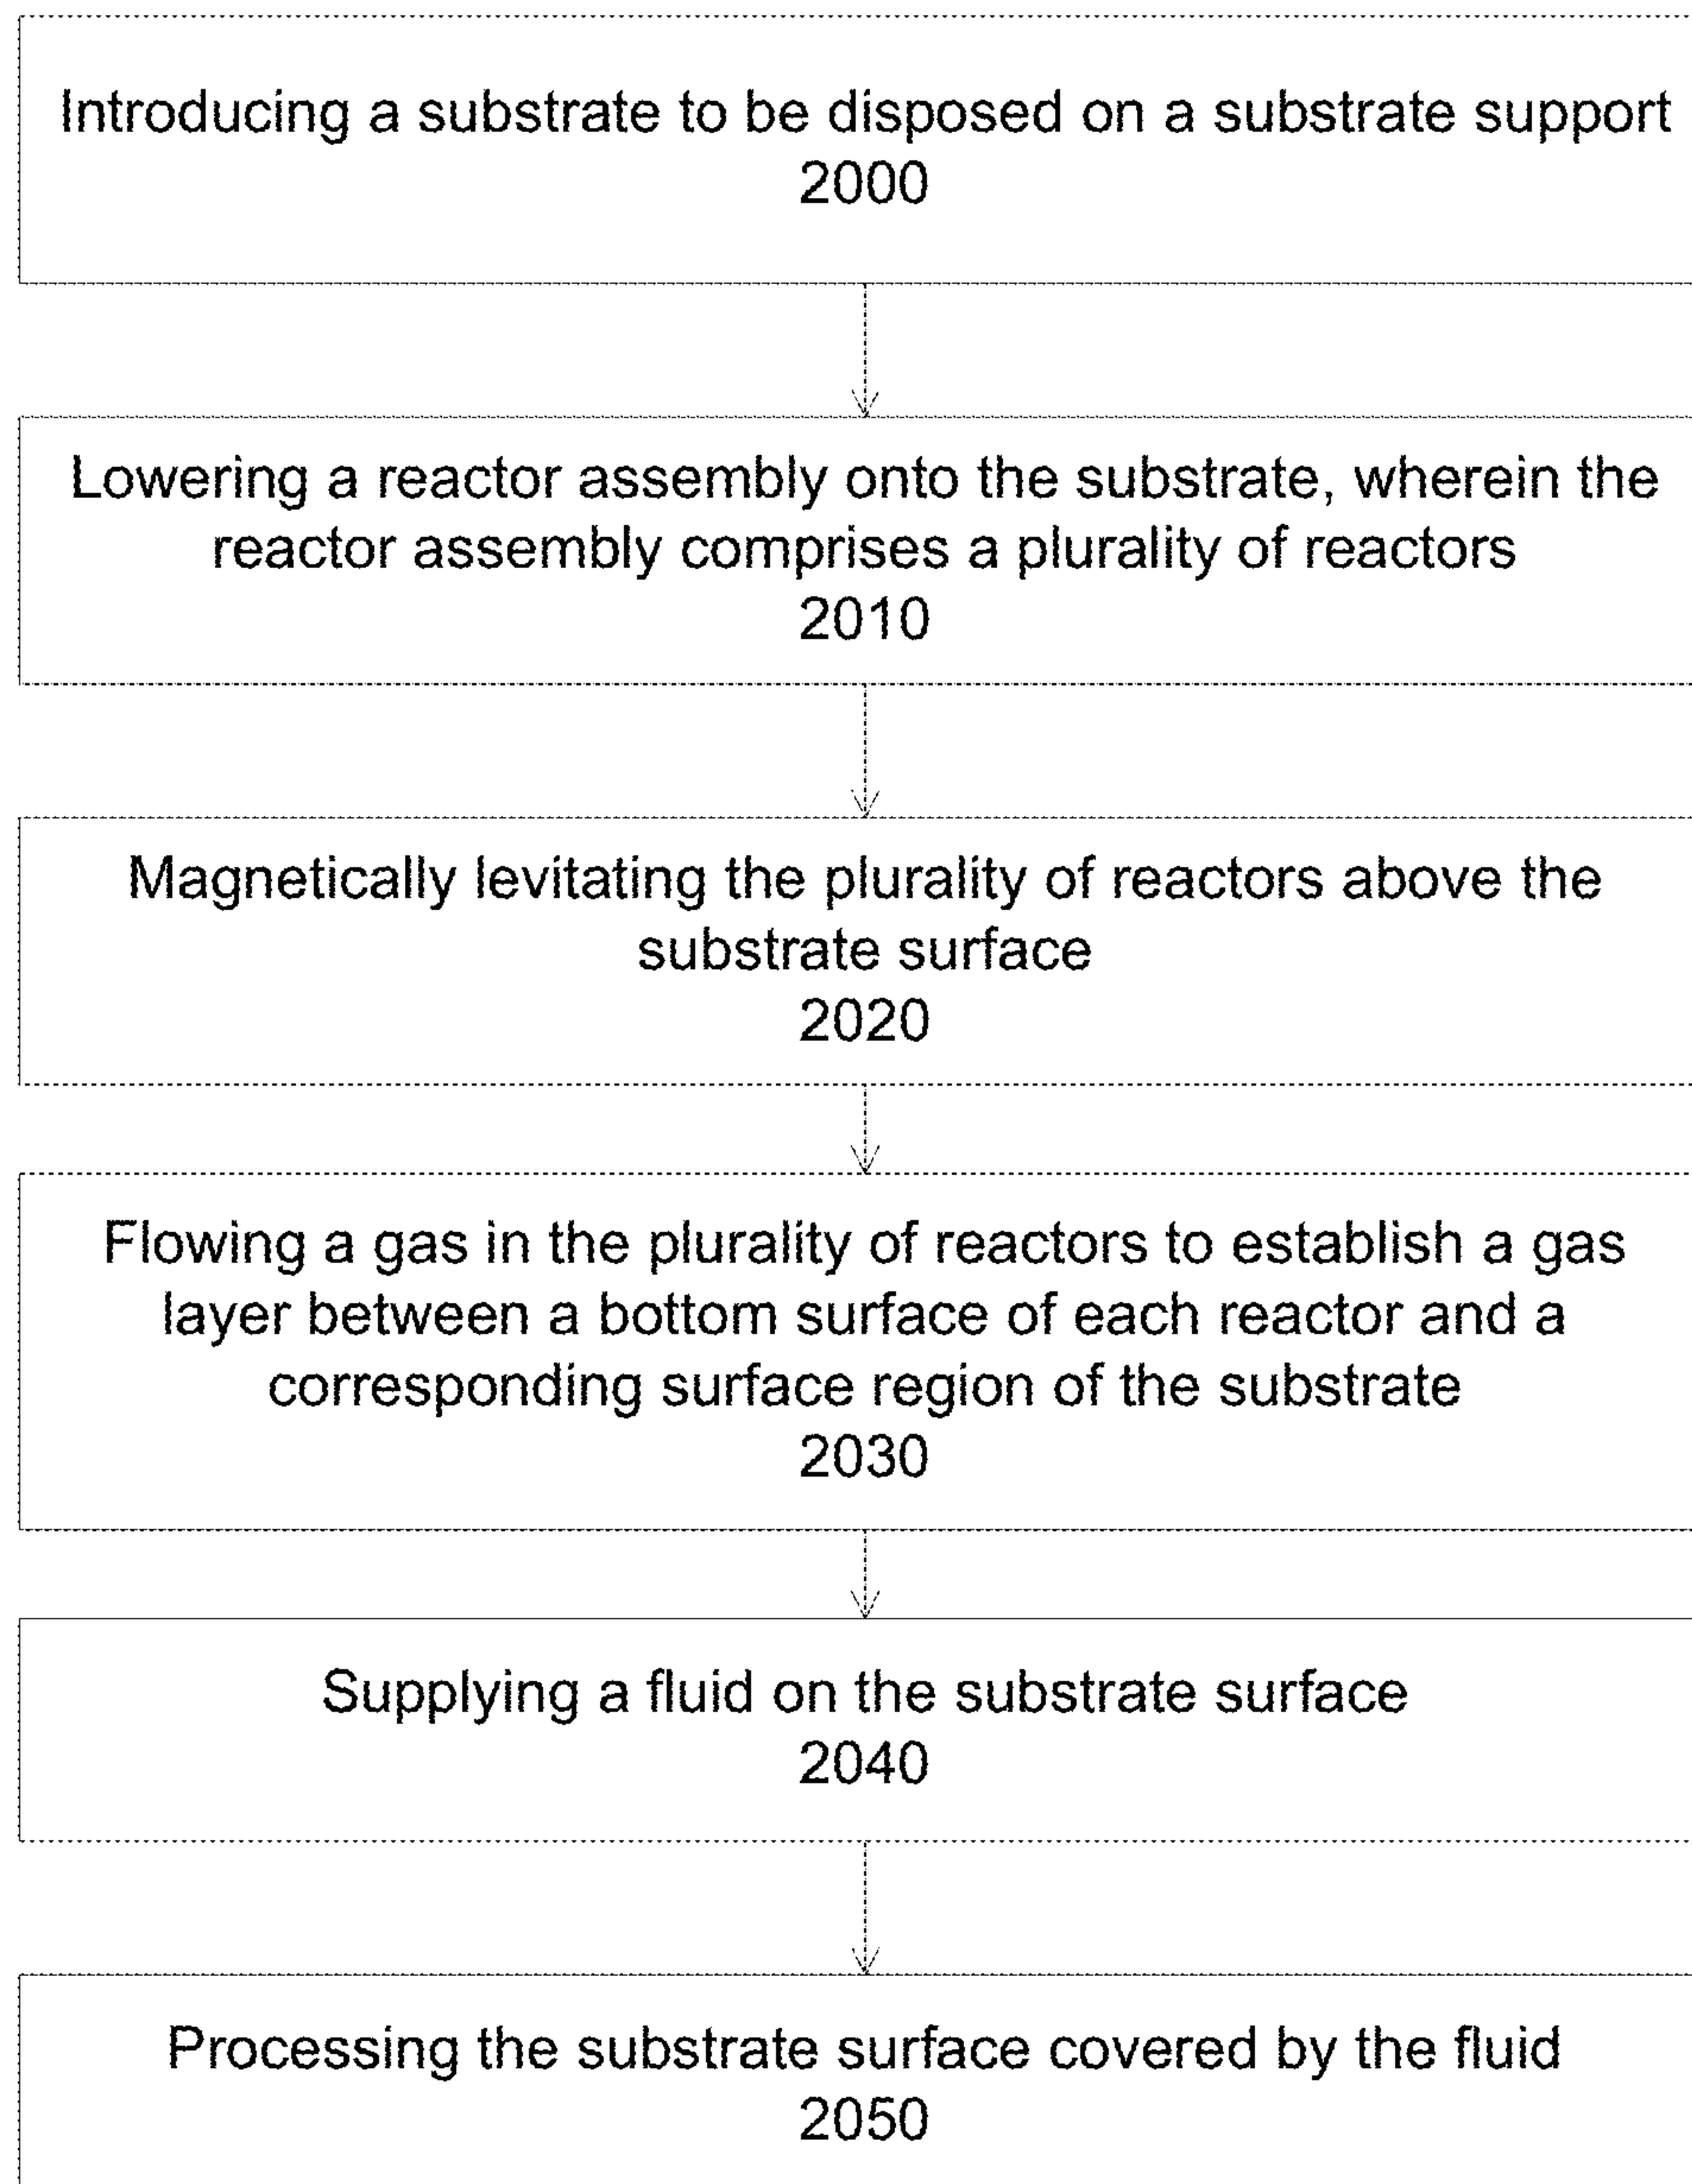 Introducing a substrate to be disposed on a substrate support
2000
Lowering a reactor assembly onto the substrate, wherein the
reactor assembly comprises a plurality of reactors
2010
Magnetically levitating the plurality of reactors above the
substrate surface
2020
Flowing a gas in the plurality of reactors to establish a gas
layer between a bottom surface of each reactor and a
corresponding surface region of the substrate
2030
Supplying a fluid on the substrate surface
2040
Processing the substrate surface covered by the fluid
2050